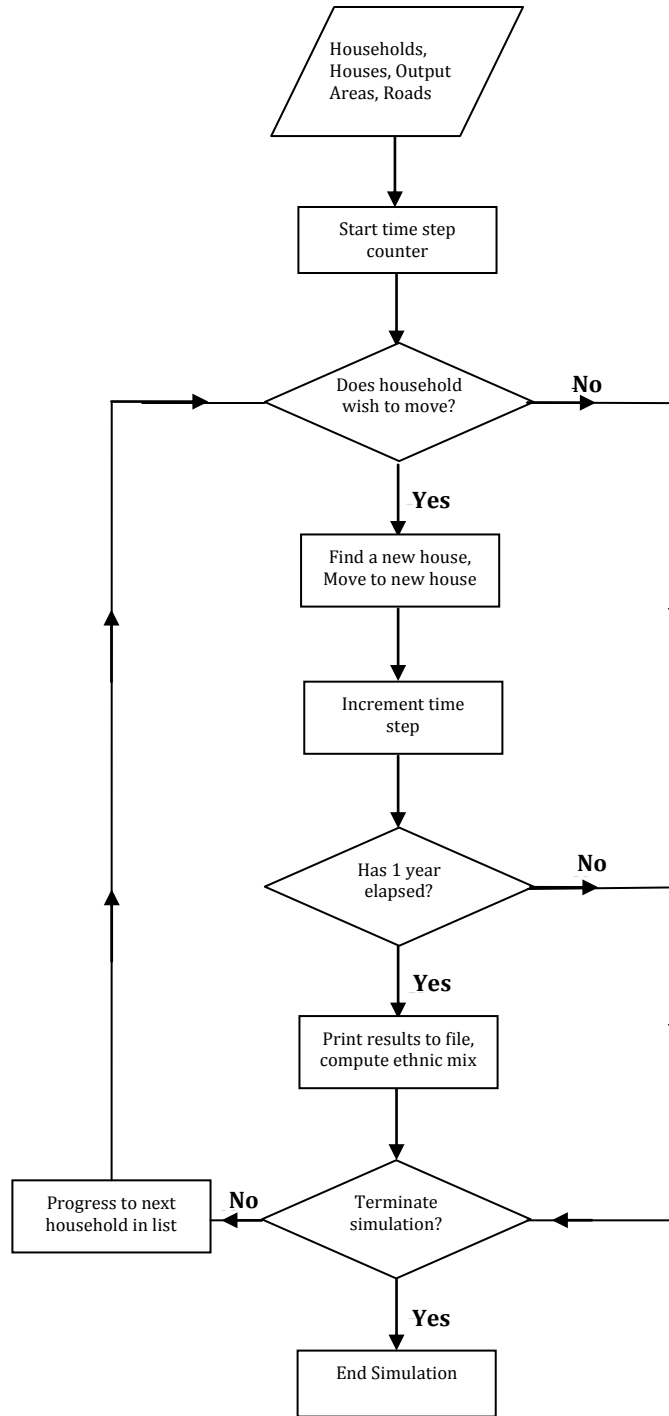 Households,
Houses, Output
Areas, Roads
Start time step
counter
Does household
wish to move?
No
Yes
Find a new house,
Move to new house
Increment time
step
Has 1 year
elapsed?
No
Yes
Print results to file,
compute ethnic mix
Progress to next
household in list
No
Terminate
simulation?
Yes
End Simulation